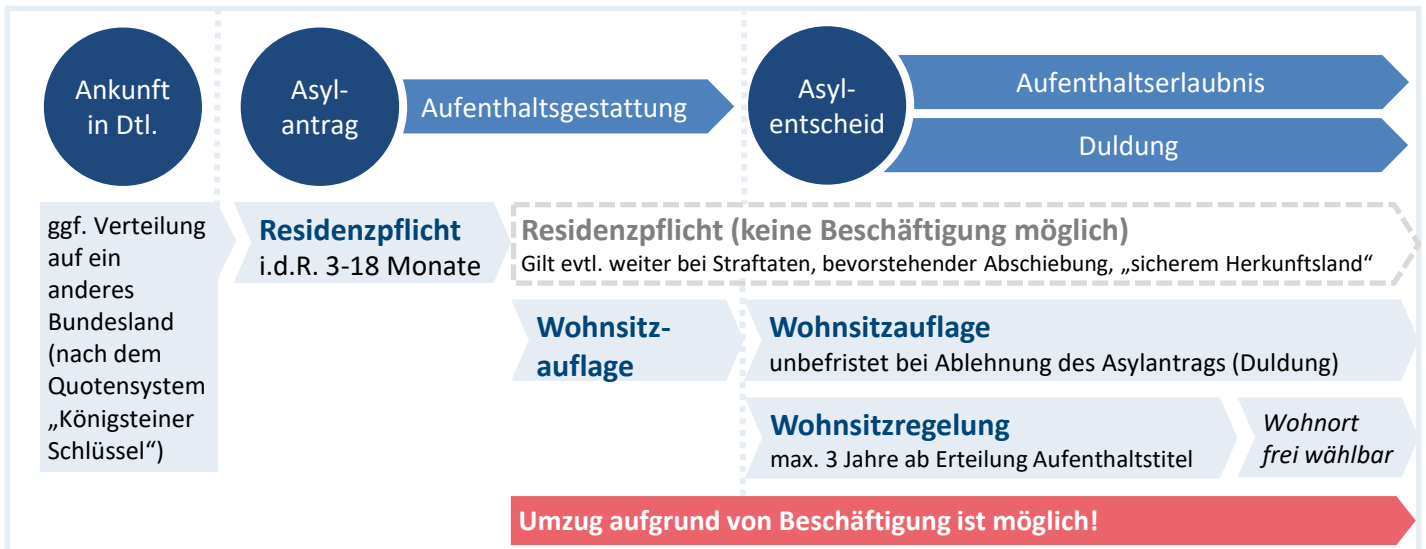 Ankunft
in Dtl.
Asyl-
antrag
Aufenthaltsgestattung
Asyl-
entscheid
Aufenthaltserlaubnis
Duldung
ggf. Verteilung
auf ein
anderes
Bundesland
(nach dem
Quotensystem
„Königsteiner
Schlüssel“)
Residenzpflicht
i.d.R. 3-18 Monate
Residenzpflicht (keine Beschäftigung möglich)
Gilt evtl. weiter bei Straftaten, bevorstehender Abschiebung, „sicherem Herkunftsland“
Wohnsitz-
auflage
Wohnsitzauflage
unbefristet bei Ablehnung des Asylantrags (Duldung)
Wohnsitzregelung
max. 3 Jahre ab Erteilung Aufenthaltstitel
Wohnort
frei wählbar
Umzug aufgrund von Beschäftigung ist möglich!